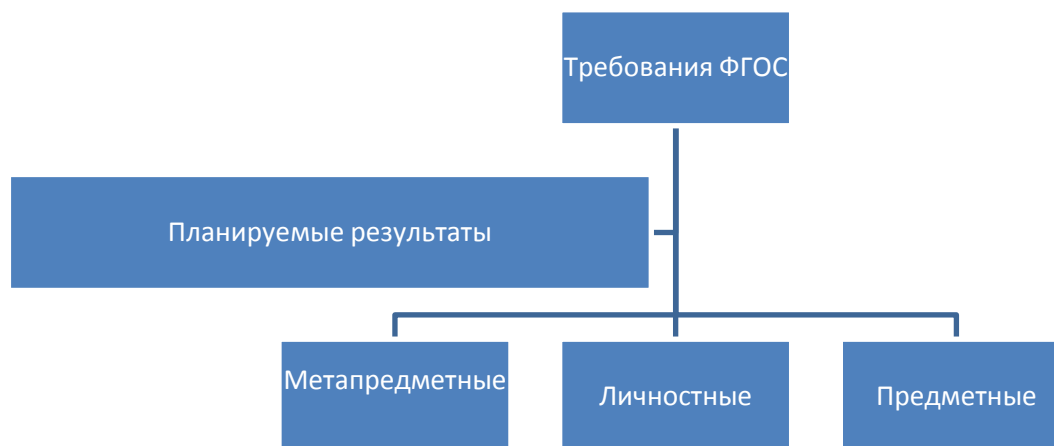 Требования ФГОС
Планируемые результаты
Метапредметные
Личностные
Предметные